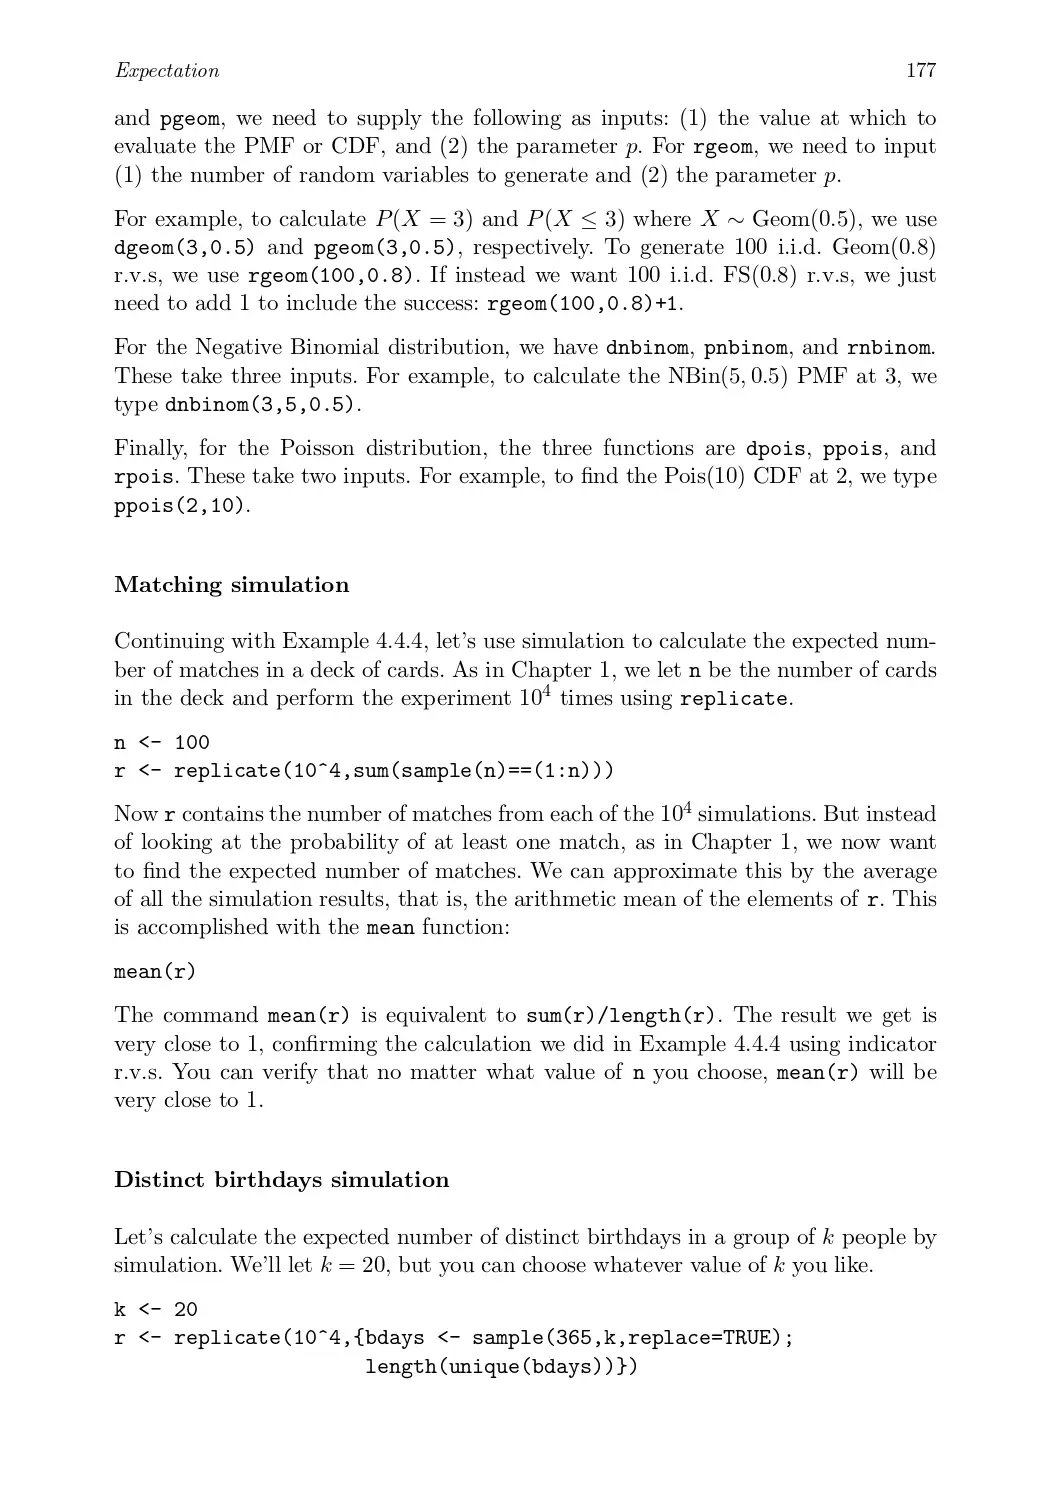 Expectation 177
and pgeom, we need to supply the following as inputs: (1) the value at which to
evaluate the PMF or CDF, and (2) the parameter p. For rgeom, we need to input
(1) the number of random variables to generate and (2) the parameter p.
For example, to calculate P(X = 3) and P(X ≤ 3) where X ∼ Geom(0.5), we use
dgeom(3,0.5) and pgeom(3,0.5), respectively. To generate 100 i.i.d. Geom(0.8)
r.v.s, we use rgeom(100,0.8). If instead we want 100 i.i.d. FS(0.8) r.v.s, we just
need to add 1 to include the success: rgeom(100,0.8)+1.
For the Negative Binomial distribution, we have dnbinom, pnbinom, and rnbinom.
These take three inputs. For example, to calculate the NBin(5, 0.5) PMF at 3, we
type dnbinom(3,5,0.5).
Finally, for the Poisson distribution, the three functions are dpois, ppois, and
rpois. These take two inputs. For example, to find the Pois(10) CDF at 2, we type
ppois(2,10).
Matching simulation
Continuing with Example 4.4.4, let's use simulation to calculate the expected num-
ber of matches in a deck of cards. As in Chapter 1, we let n be the number of cards
in the deck and perform the experiment 10⁴ times using replicate.
n <- 100
r <- replicate(10^4,sum(sample(n)==(1:n)))
Now r contains the number of matches from each of the 10⁴ simulations. But instead
of looking at the probability of at least one match, as in Chapter 1, we now want
to find the expected number of matches. We can approximate this by the average
of all the simulation results, that is, the arithmetic mean of the elements of r. This
is accomplished with the mean function:
mean(r)
The command mean(r) is equivalent to sum(r)/length(r). The result we get is
very close to 1, confirming the calculation we did in Example 4.4.4 using indicator
r.v.s. You can verify that no matter what value of n you choose, mean(r) will be
very close to 1.
Distinct birthdays simulation
Let's calculate the expected number of distinct birthdays in a group of k people by
simulation. We'll let k = 20, but you can choose whatever value of k you like.
k <- 20
r <- replicate(10^4,{bdays <- sample(365,k,replace=TRUE);
length(unique(bdays))})